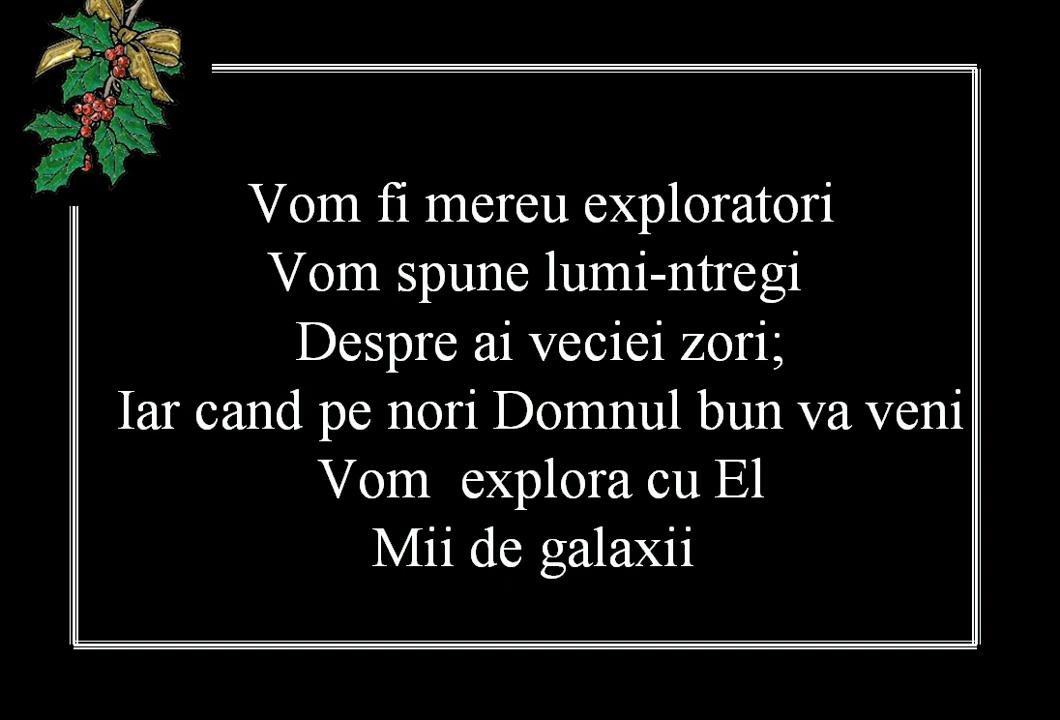 Vom fi mereu exploratori
Vom spune lumi-ntregi
Despre ai veciei zori;
Iar cand pe nori Domnul bun va veni
Vom  explora cu El
Mii de galaxii